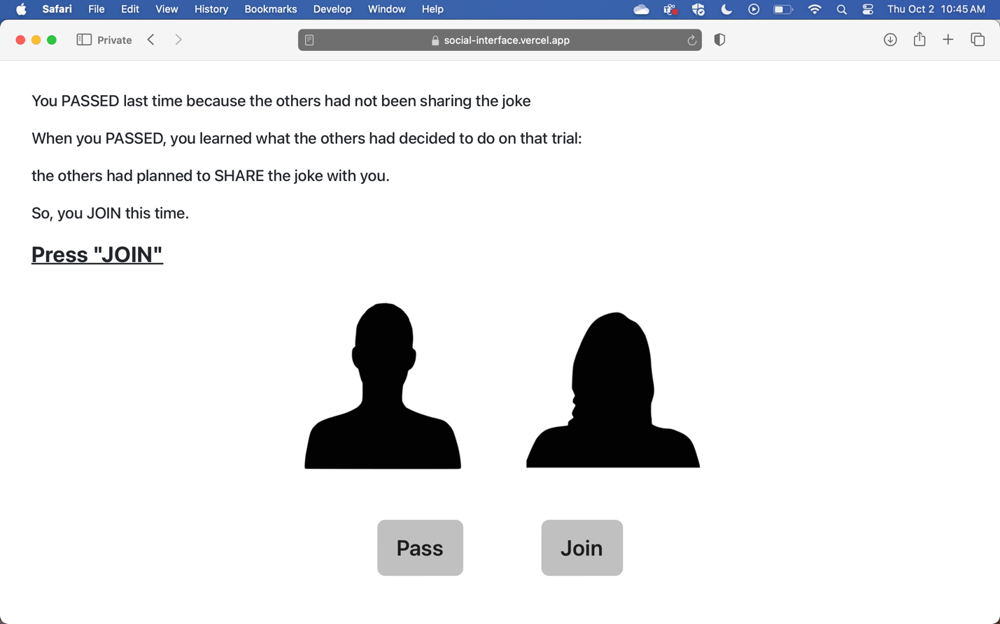 Safari File Edit View History Bookmarks Develop Window Help Thu Oct 2 10:45 AM
Private social-interface.vercel.app
You PASSED last time because the others had not been sharing the joke
When you PASSED, you learned what the others had decided to do on that trial:
the others had planned to SHARE the joke with you.
So, you JOIN this time.
Press "JOIN"
Pass Join